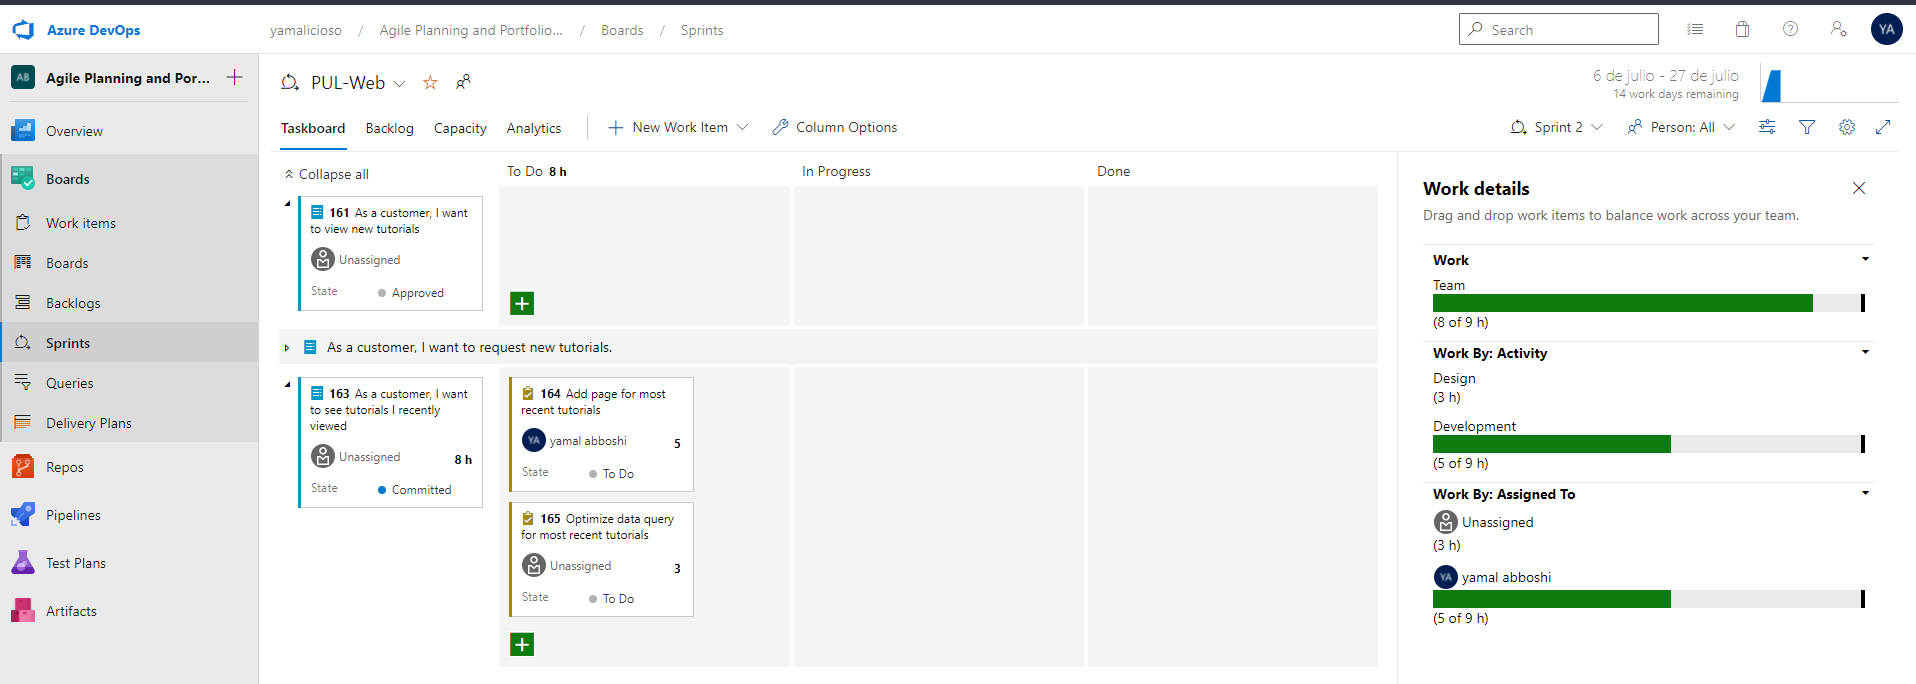 Azure DevOps
yamalicioso / Agile Planning and Portfolio... / Boards / Sprints
Search
YA
AB Agile Planning and Por...
Overview
Boards
Work items
Boards
Backlogs
Sprints
Queries
Delivery Plans
Repos
Pipelines
Test Plans
Artifacts
PUL-Web
6 de julio - 27 de julio
14 work days remaining
Taskboard Backlog Capacity Analytics New Work Item Column Options
Sprint 2 Person: All
Collapse all
To Do 8 h
In Progress
Done
161 As a customer, I want
to view new tutorials
Unassigned
State Approved
As a customer, I want to request new tutorials.
163 As a customer, I want
to see tutorials I recently
viewed
Unassigned 8 h
State Committed
164 Add page for most
recent tutorials
YA yamal abboshi 5
State To Do
165 Optimize data query
for most recent tutorials
Unassigned 3
State To Do
Work details
Drag and drop work items to balance work across your team.
Work
Team
(8 of 9 h)
Work By: Activity
Design
(3 h)
Development
(5 of 9 h)
Work By: Assigned To
Unassigned
(3 h)
YA yamal abboshi
(5 of 9 h)